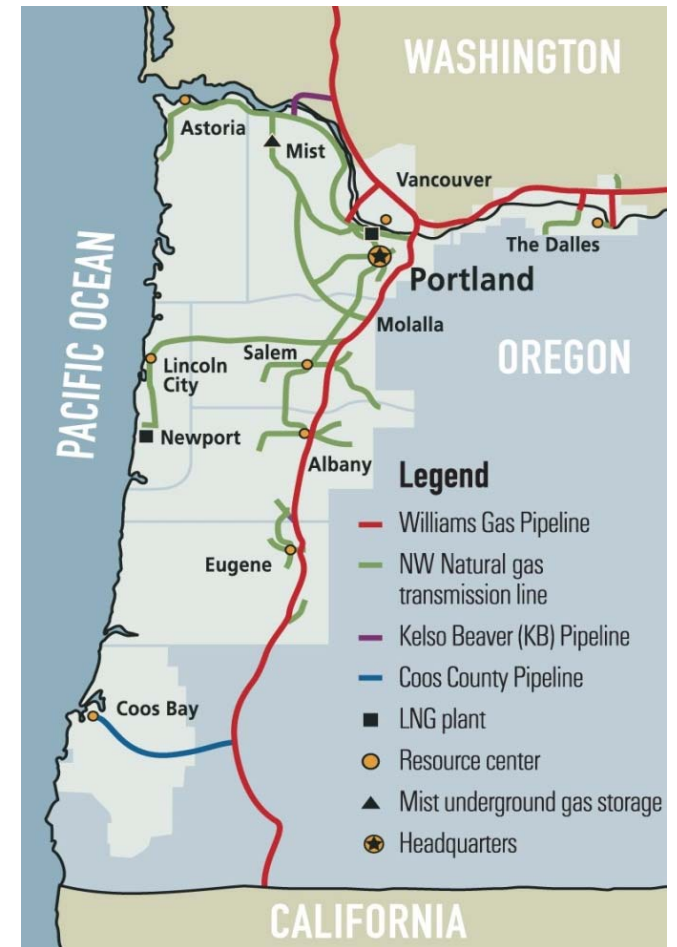 WASHINGTON
Astoria
Mist
Vancouver
The Dalles
Portland
PACIFIC OCEAN
Molalla
OREGON
Salem
Lincoln
City
Newport
Albany
Eugene
Coos Bay
Legend
Williams Gas Pipeline
NW Natural gas
transmission line
Kelso Beaver (KB) Pipeline
Coos County Pipeline
LNG plant
Resource center
Mist underground gas storage
Headquarters
CALIFORNIA